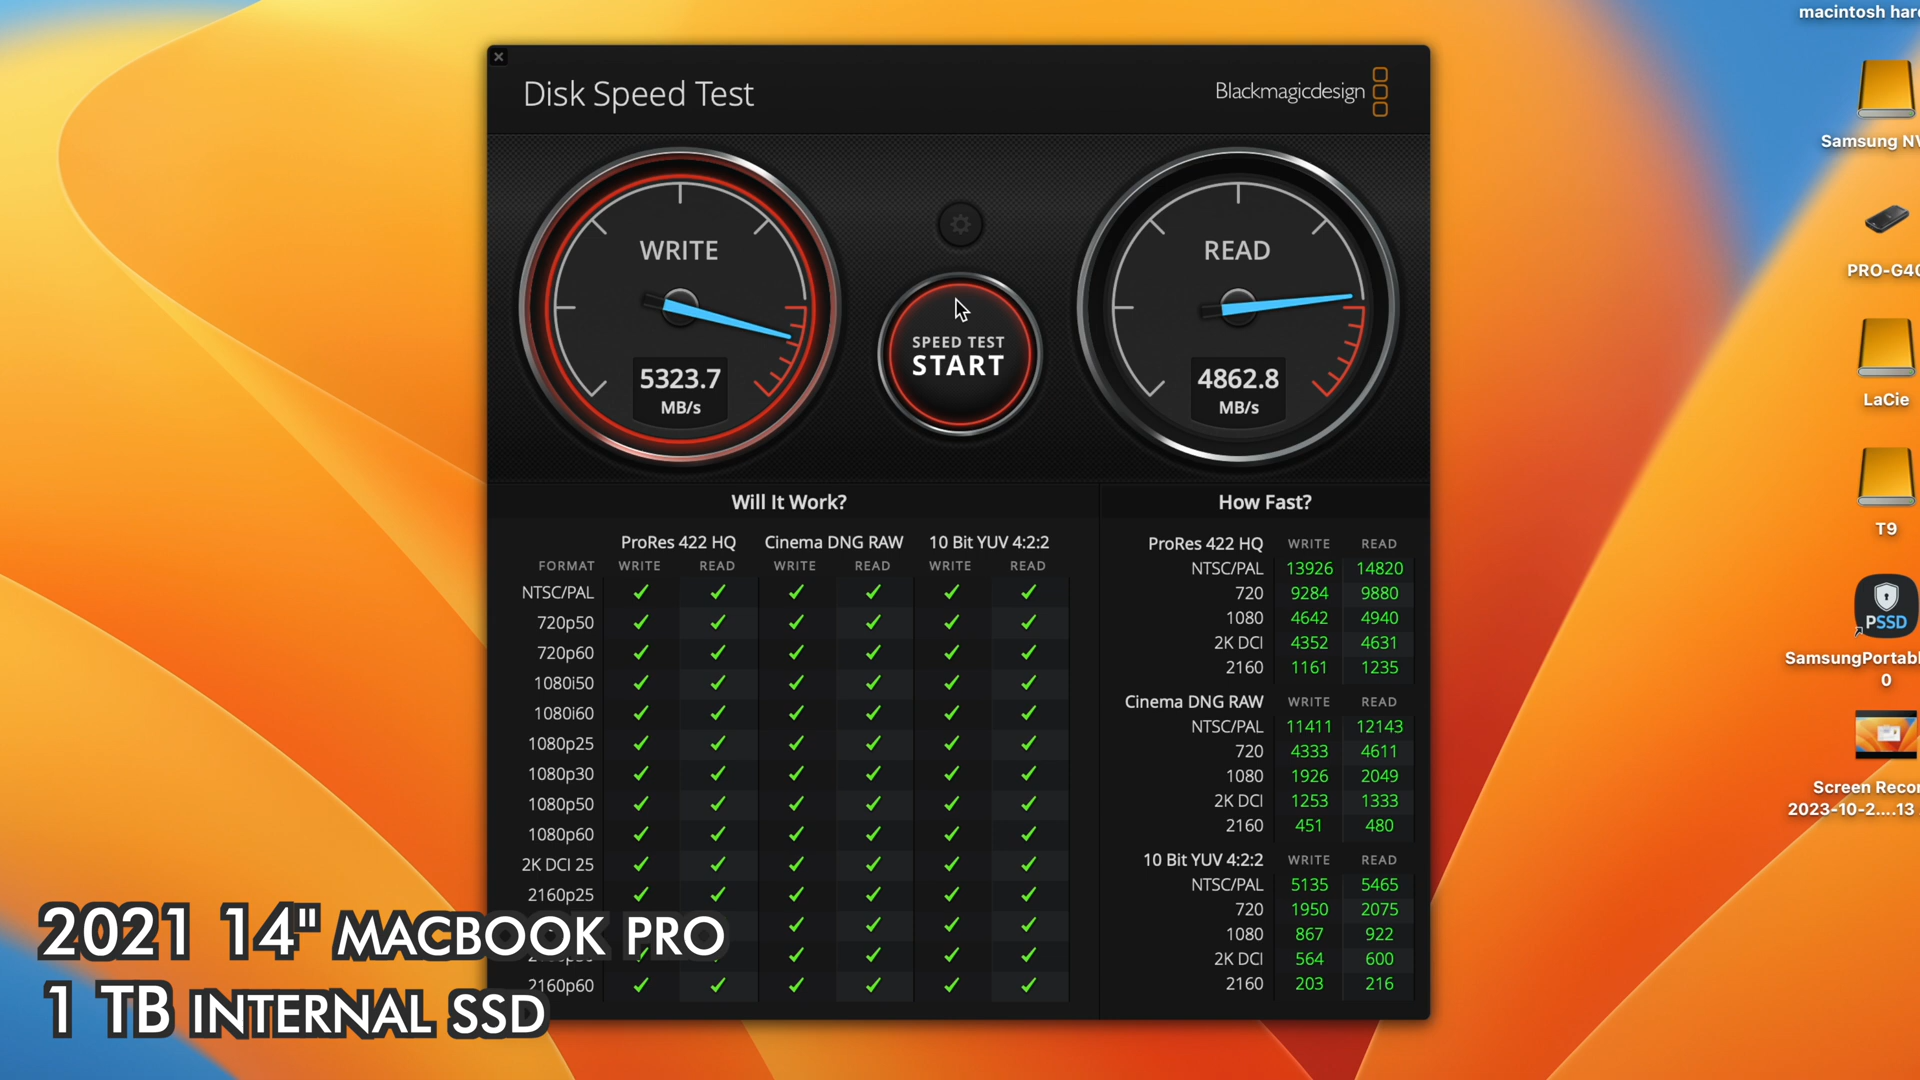 macintosh har
Disk Speed Test
Blackmagicdesign
Samsung NV
WRITE
5323.7
MB/s
SPEED TEST
START
READ
4862.8
MB/s
PRO-G40
LaCie
T9
PSSD
SamsungPortabl
0
Screen Recor
2023-10-2....13
Will It Work?
ProRes 422 HQ Cinema DNG RAW 10 Bit YUV 4:2:2
FORMAT WRITE READ WRITE READ WRITE READ
NTSC/PAL ✓ ✓ ✓ ✓ ✓ ✓
720p50 ✓ ✓ ✓ ✓ ✓ ✓
720p60 ✓ ✓ ✓ ✓ ✓ ✓
1080i50 ✓ ✓ ✓ ✓ ✓ ✓
1080i60 ✓ ✓ ✓ ✓ ✓ ✓
1080p25 ✓ ✓ ✓ ✓ ✓ ✓
1080p30 ✓ ✓ ✓ ✓ ✓ ✓
1080p50 ✓ ✓ ✓ ✓ ✓ ✓
1080p60 ✓ ✓ ✓ ✓ ✓ ✓
2K DCI 25 ✓ ✓ ✓ ✓ ✓ ✓
2160p25 ✓ ✓ ✓ ✓ ✓ ✓
✓ ✓ ✓ ✓
✓ ✓ ✓ ✓ ✓ ✓
2160p60 ✓ ✓ ✓ ✓ ✓ ✓
How Fast?
ProRes 422 HQ WRITE READ
NTSC/PAL 13926 14820
720 9284 9880
1080 4642 4940
2K DCI 4352 4631
2160 1161 1235
Cinema DNG RAW WRITE READ
NTSC/PAL 11411 12143
720 4333 4611
1080 1926 2049
2K DCI 1253 1333
2160 451 480
10 Bit YUV 4:2:2 WRITE READ
NTSC/PAL 5135 5465
720 1950 2075
1080 867 922
2K DCI 564 600
2160 203 216
2021 14" MACBOOK PRO
1 TB INTERNAL SSD